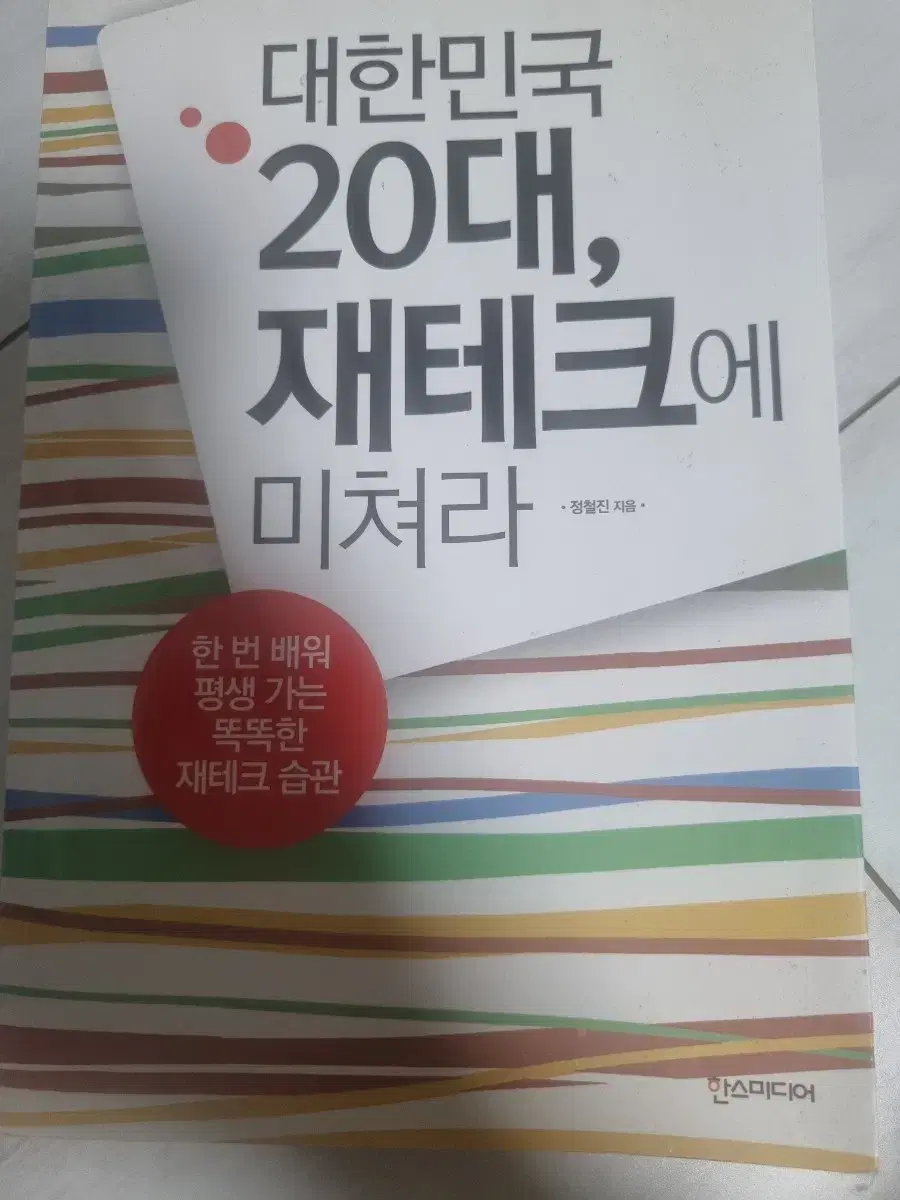 대한민국
20대,
재테크에
미쳐라
• 정철진 지음 •
한 번 배워
평생 가는
똑똑한
재테크 습관
한스미디어